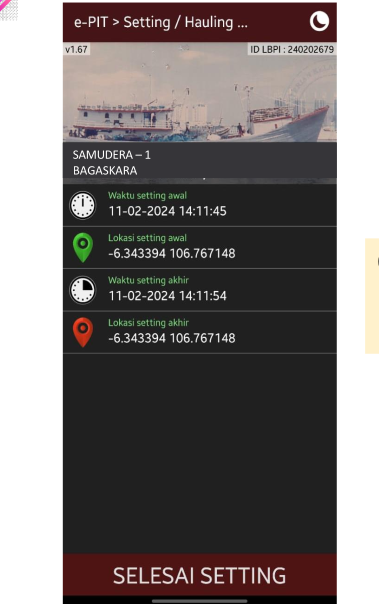 e-PIT > Setting / Hauling ...
v1.67
ID LBPI : 240202679
SAMUDERA – 1
BAGASKARA
Waktu setting awal
11-02-2024 14:11:45
Lokasi setting awal
-6.343394 106.767148
Waktu setting akhir
11-02-2024 14:11:54
Lokasi setting akhir
-6.343394 106.767148
SELESAI SETTING